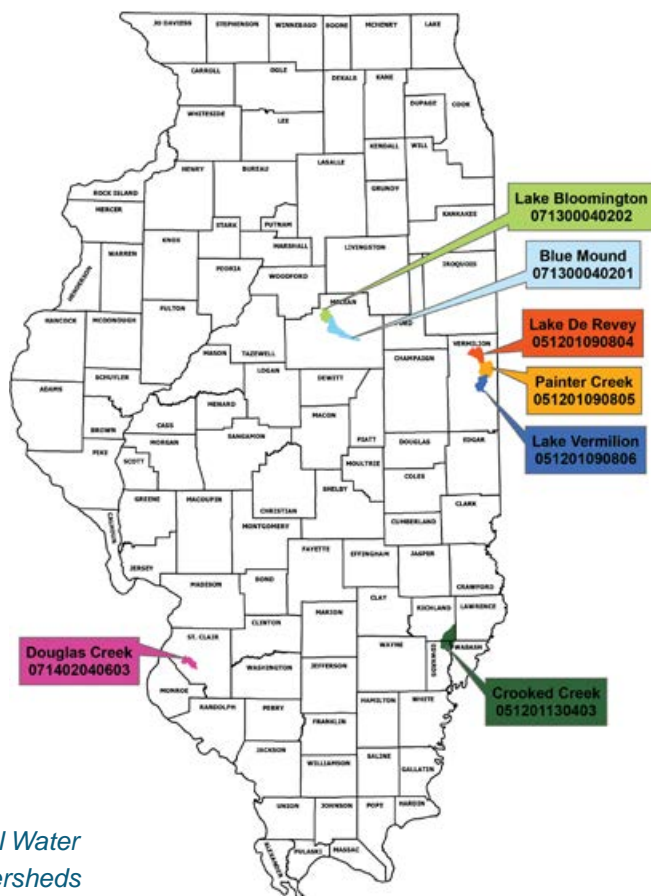 JO DAVIESS
STEPHENSON
WINNEBAGO
BOONE
MCHENRY
LAKE
CARROLL
OGLE
DEKALB
KANE
COOK
DUPAGE
WHITESIDE
LEE
KENDALL
WILL
LASALLE
HENRY
BUREAU
GRUNDY
ROCK ISLAND
MERCER
PUTNAM
STARK
KANKAKEE
KNOX
MARSHALL
LIVINGSTON
WARREN
HENDERSON
PEORIA
WOODFORD
IROQUOIS
Lake Bloomington
071300040202
Blue Mound
071300040201
MCLEAN
FULTON
HANCOCK
MCDONOUGH
TAZEWELL
VERMILION
Lake De Revey
051201090804
MASON
CHAMPAIGN
LOGAN
DEWITT
Painter Creek
051201090805
SCHUYLER
ADAMS
MENARD
MACON
Lake Vermilion
051201090806
BROWN
CASS
PIATT
MORGAN
SANGAMON
DOUGLAS
EDGAR
PIKE
SCOTT
MOULTRIE
COLES
SHELBY
GREENE
MACOUPIN
CHRISTIAN
CLARK
CALHOUN
MONTGOMERY
CUMBERLAND
JERSEY
FAYETTE
EFFINGHAM
JASPER
MADISON
BOND
CRAWFORD
CLAY
RICHLAND
LAWRENCE
MARION
CLINTON
ST. CLAIR
Douglas Creek
071402040603
WAYNE
EDWARDS
WABASH
WASHINGTON
JEFFERSON
MONROE
Crooked Creek
051201130403
RANDOLPH
PERRY
HAMILTON
WHITE
FRANKLIN
JACKSON
WILLIAMSON
SALINE
GALLATIN
UNION
JOHNSON
POPE
HARDIN
ALEXANDER
PULASKI
MASSAC
l Water
ersheds